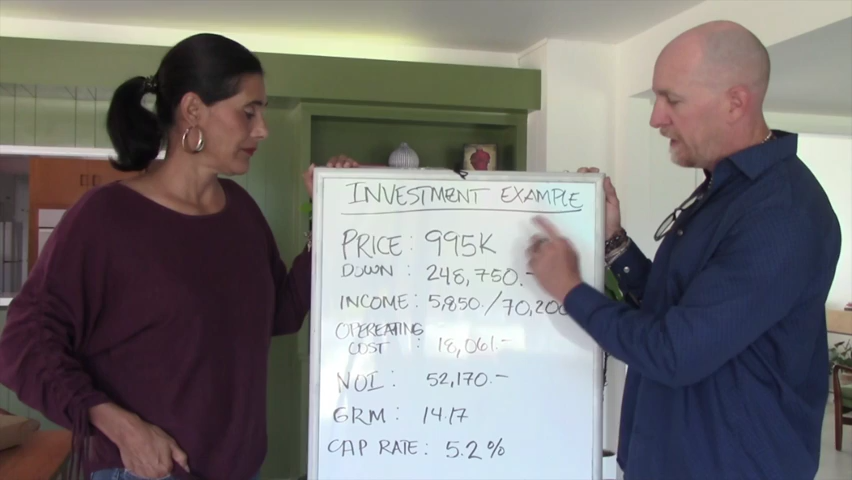 INVESTMENT EXAMPLE
PRICE: 995K
DOWN: 248,750.-
INCOME: 5,850./70,200
OPEREATING
COST : 18,061.-
NOI: 52,170.-
GRM: 14.17
CAP RATE: 5.2%